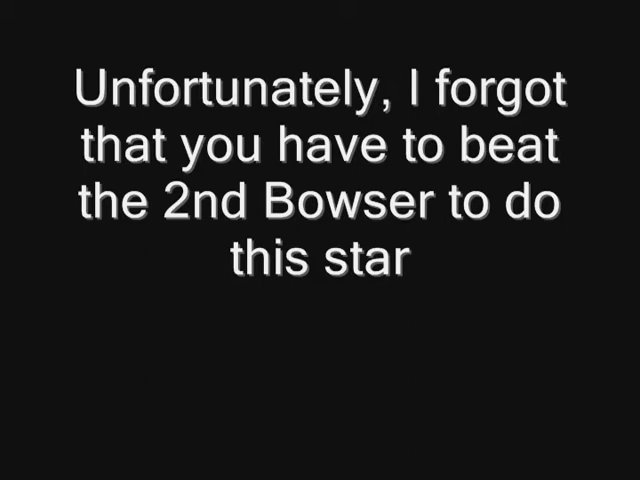 Unfortunately, I forgot
that you have to beat
the 2nd Bowser to do
this star